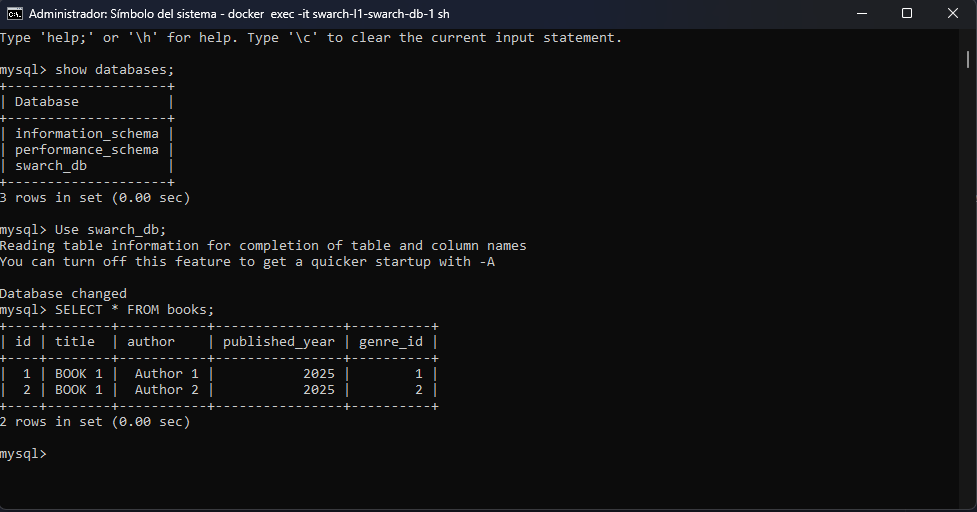 Administrador: Símbolo del sistema - docker  exec -it swarch-l1-swarch-db-1 sh
Type 'help;' or '\h' for help. Type '\c' to clear the current input statement.
mysql> show databases;
+--------------------+
| Database           |
+--------------------+
| information_schema |
| performance_schema |
| swarch_db          |
+--------------------+
3 rows in set (0.00 sec)
mysql> Use swarch_db;
Reading table information for completion of table and column names
You can turn off this feature to get a quicker startup with -A
Database changed
mysql> SELECT * FROM books;
+----+--------+-----------+----------------+----------+
| id | title  | author    | published_year | genre_id |
+----+--------+-----------+----------------+----------+
|  1 | BOOK 1 |  Author 1 |           2025 |        1 |
|  2 | BOOK 1 |  Author 2 |           2025 |        2 |
+----+--------+-----------+----------------+----------+
2 rows in set (0.00 sec)
mysql>